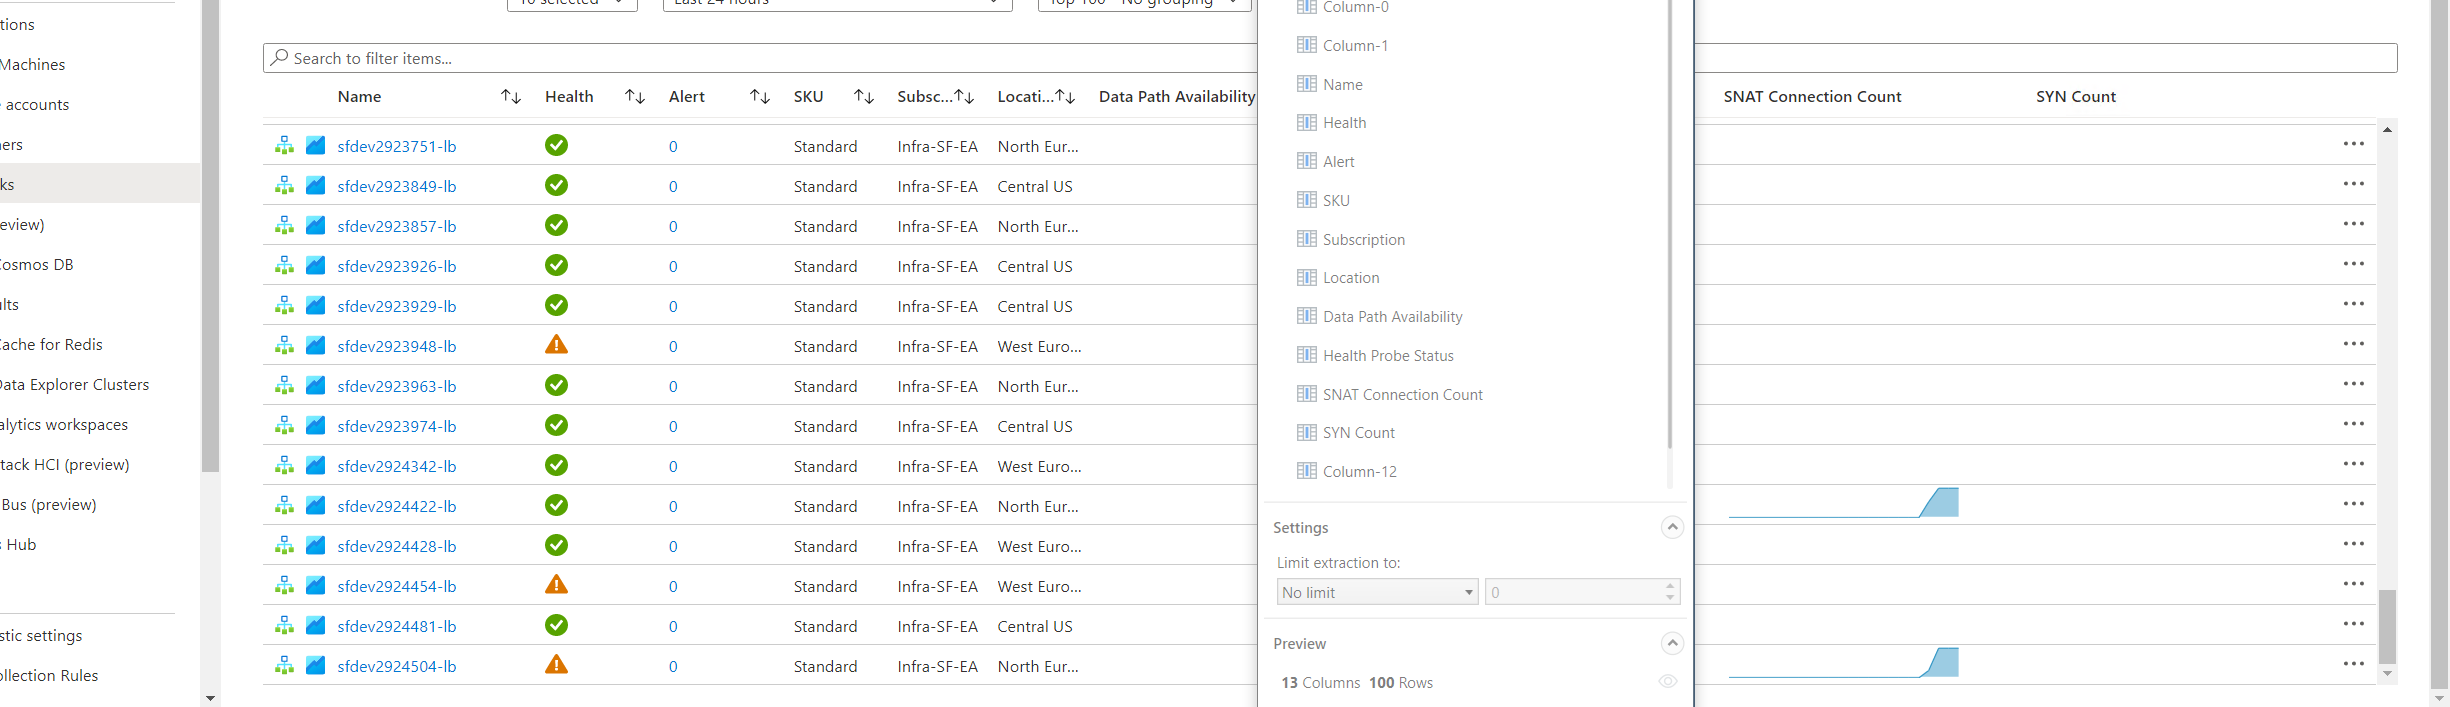 10 selected
Last 24 hours
Top 100 - No grouping
Search to filter items...
Name Health Alert SKU Subsc... Locati... Data Path Availability SNAT Connection Count SYN Count
sfdev2923751-lb 0 Standard Infra-SF-EA North Eur...
sfdev2923849-lb 0 Standard Infra-SF-EA Central US
sfdev2923857-lb 0 Standard Infra-SF-EA North Eur...
sfdev2923926-lb 0 Standard Infra-SF-EA Central US
sfdev2923929-lb 0 Standard Infra-SF-EA Central US
sfdev2923948-lb 0 Standard Infra-SF-EA West Euro...
sfdev2923963-lb 0 Standard Infra-SF-EA North Eur...
sfdev2923974-lb 0 Standard Infra-SF-EA Central US
sfdev2924342-lb 0 Standard Infra-SF-EA West Euro...
sfdev2924422-lb 0 Standard Infra-SF-EA North Eur...
sfdev2924428-lb 0 Standard Infra-SF-EA West Euro...
sfdev2924454-lb 0 Standard Infra-SF-EA West Euro...
sfdev2924481-lb 0 Standard Infra-SF-EA Central US
sfdev2924504-lb 0 Standard Infra-SF-EA North Eur...
tions
Machines
e accounts
ners
ks
eview)
Cosmos DB
ults
Cache for Redis
Data Explorer Clusters
alytics workspaces
tack HCI (preview)
Bus (preview)
s Hub
stic settings
ollection Rules
Column-0
Column-1
Name
Health
Alert
SKU
Subscription
Location
Data Path Availability
Health Probe Status
SNAT Connection Count
SYN Count
Column-12
Settings
Limit extraction to:
No limit 0
Preview
13 Columns 100 Rows